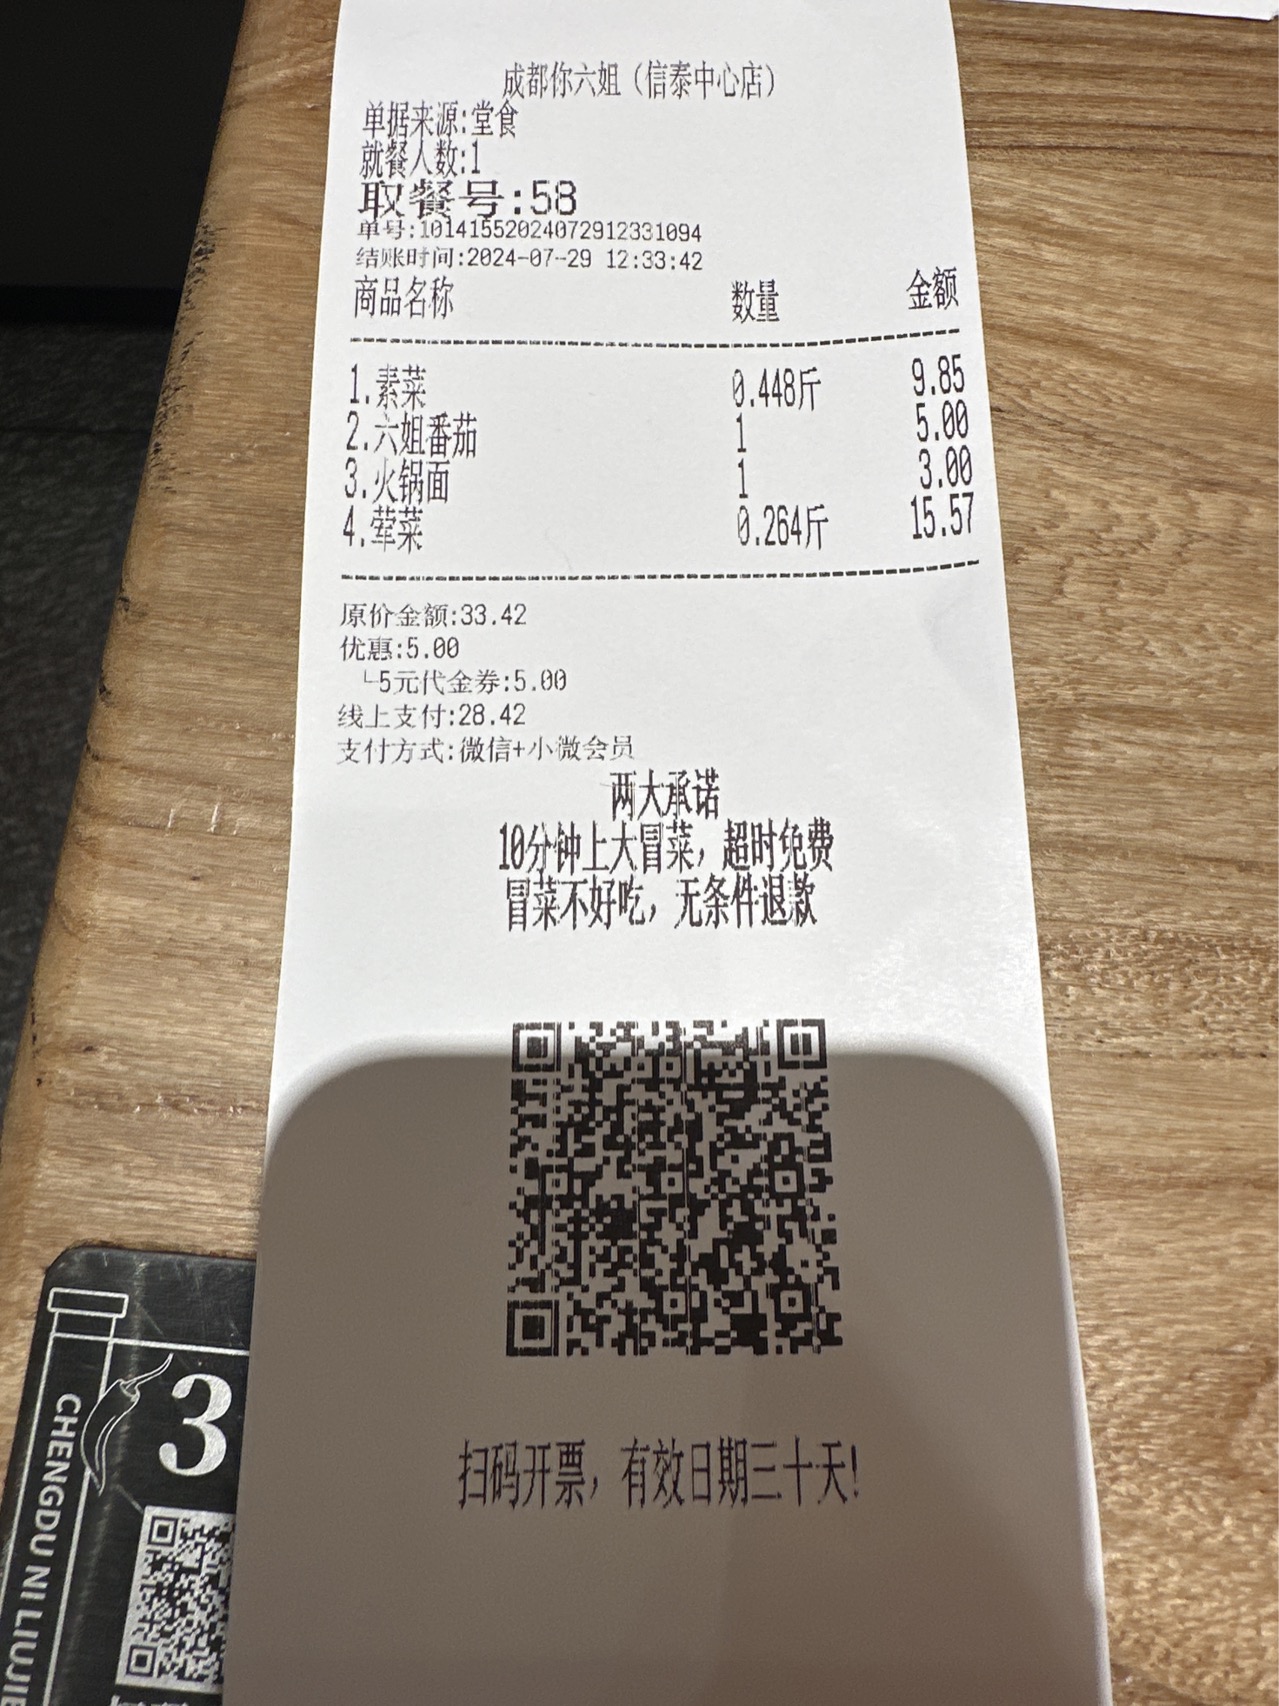 成都你六姐（信泰中心店）
单据来源:堂食
就餐人数:1
取餐号:58
单号:10141552024072912331094
结账时间:2024-07-29 12:33:42
商品名称 数量 金额
1.素菜 0.448斤 9.85
2.六姐番茄 1 5.00
3.火锅面 1 3.00
4.荤菜 0.264斤 15.57
原价金额:33.42
优惠:5.00
└5元代金券:5.00
线上支付:28.42
支付方式:微信+小微会员
两大承诺
10分钟上大冒菜，超时免费
冒菜不好吃，无条件退款
扫码开票，有效日期三十天!
3
CHENGDU NI LIUJIE